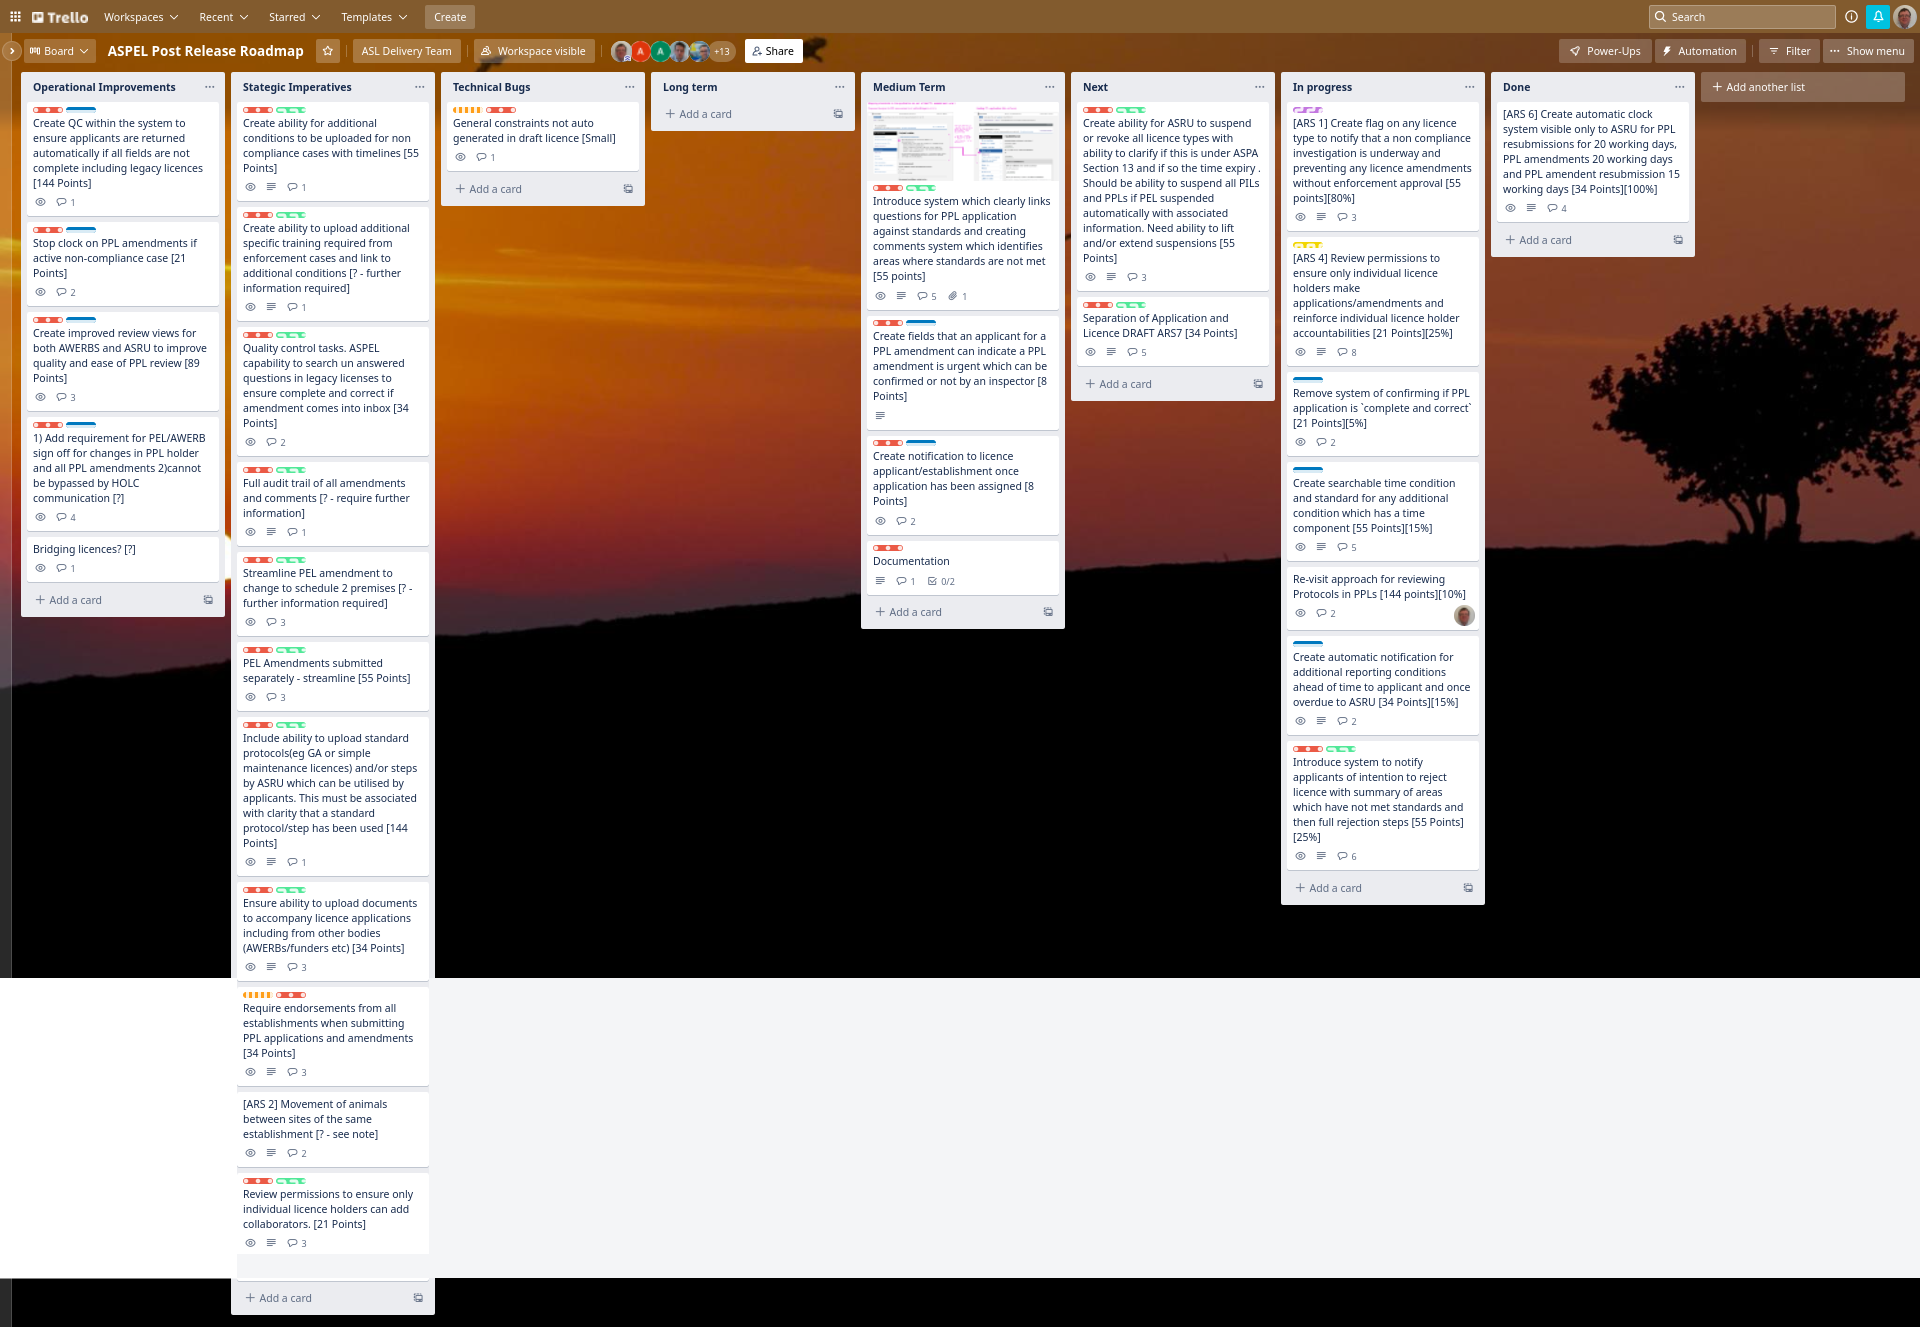 Trello
Workspaces
Recent
Starred
Templates
Create
Search
Board
ASPEL Post Release Roadmap
ASL Delivery Team
Workspace visible
A
A
+13
Share
Power-Ups
Automation
Filter
Show menu
Operational Improvements
Create QC within the system to
ensure applicants are returned
automatically if all fields are not
complete including legacy licences
[144 Points]
1
Stop clock on PPL amendments if
active non-compliance case [21
Points]
2
Create improved review views for
both AWERBS and ASRU to improve
quality and ease of PPL review [89
Points]
3
1) Add requirement for PEL/AWERB
sign off for changes in PPL holder
and all PPL amendments 2)cannot
be bypassed by HOLC
communication [?]
4
Bridging licences? [?]
1
Add a card
Stategic Imperatives
Create ability for additional
conditions to be uploaded for non
compliance cases with timelines [55
Points]
1
Create ability to upload additional
specific training required from
enforcement cases and link to
additional conditions [? - further
information required]
1
Quality control tasks. ASPEL
capability to search un answered
questions in legacy licenses to
ensure complete and correct if
amendment comes into inbox [34
Points]
2
Full audit trail of all amendments
and comments [? - require further
information]
1
Streamline PEL amendment to
change to schedule 2 premises [? -
further information required]
3
PEL Amendments submitted
separately - streamline [55 Points]
3
Include ability to upload standard
protocols(eg GA or simple
maintenance licences) and/or steps
by ASRU which can be utilised by
applicants. This must be associated
with clarity that a standard
protocol/step has been used [144
Points]
1
Ensure ability to upload documents
to accompany licence applications
including from other bodies
(AWERBs/funders etc) [34 Points]
3
Require endorsements from all
establishments when submitting
PPL applications and amendments
[34 Points]
3
[ARS 2] Movement of animals
between sites of the same
establishment [? - see note]
2
Review permissions to ensure only
individual licence holders can add
collaborators. [21 Points]
3
Add a card
Technical Bugs
General constraints not auto
generated in draft licence [Small]
1
Add a card
Long term
Add a card
Medium Term
Introduce system which clearly links
questions for PPL application
against standards and creating
comments system which identifies
areas where standards are not met
[55 points]
5
1
Create fields that an applicant for a
PPL amendment can indicate a PPL
amendment is urgent which can be
confirmed or not by an inspector [8
Points]
Create notification to licence
applicant/establishment once
application has been assigned [8
Points]
2
Documentation
1
0/2
Add a card
Next
Create ability for ASRU to suspend
or revoke all licence types with
ability to clarify if this is under ASPA
Section 13 and if so the time expiry .
Should be ability to suspend all PILs
and PPLs if PEL suspended
automatically with associated
information. Need ability to lift
and/or extend suspensions [55
Points]
3
Separation of Application and
Licence DRAFT ARS7 [34 Points]
5
Add a card
In progress
[ARS 1] Create flag on any licence
type to notify that a non compliance
investigation is underway and
preventing any licence amendments
without enforcement approval [55
points][80%]
3
[ARS 4] Review permissions to
ensure only individual licence
holders make
applications/amendments and
reinforce individual licence holder
accountabilities [21 Points][25%]
8
Remove system of confirming if PPL
application is `complete and correct`
[21 Points][5%]
2
Create searchable time condition
and standard for any additional
condition which has a time
component [55 Points][15%]
5
Re-visit approach for reviewing
Protocols in PPLs [144 points][10%]
2
Create automatic notification for
additional reporting conditions
ahead of time to applicant and once
overdue to ASRU [34 Points][15%]
2
Introduce system to notify
applicants of intention to reject
licence with summary of areas
which have not met standards and
then full rejection steps [55 Points]
[25%]
6
Add a card
Done
[ARS 6] Create automatic clock
system visible only to ASRU for PPL
resubmissions for 20 working days,
PPL amendments 20 working days
and PPL amendent resubmission 15
working days [34 Points][100%]
4
Add a card
Add another list